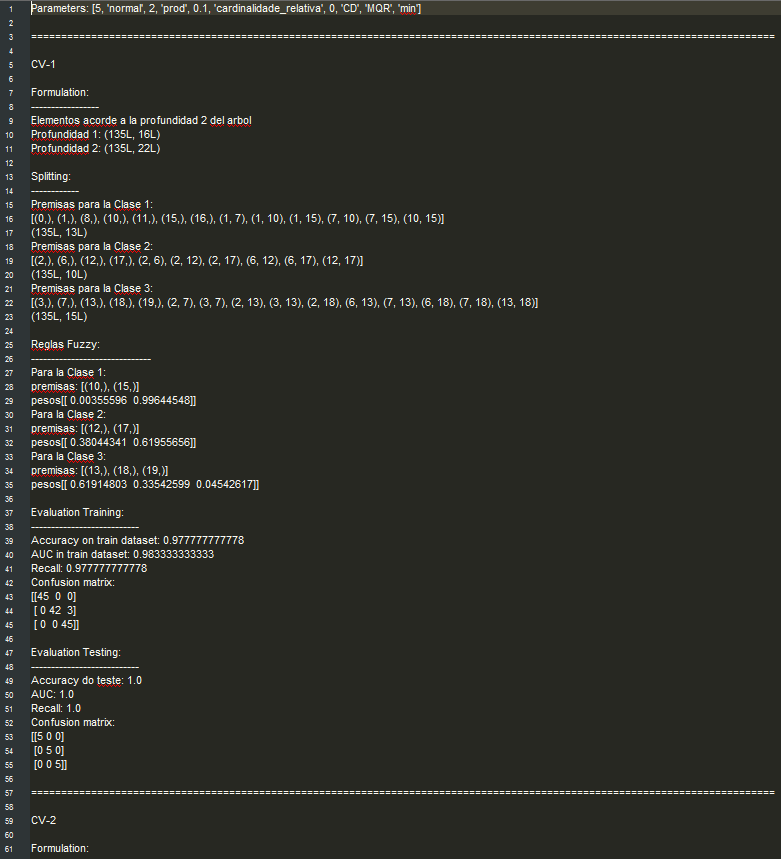 1 Parameters: [5, 'normal', 2, 'prod', 0.1, 'cardinalidade_relativa', 0, 'CD', 'MQR', 'min']
2
3 ==========================================================================================
4
5 CV-1
6
7 Formulation:
8 -----------------
9 Elementos acorde a la profundidad 2 del arbol
10 Profundidad 1: (135L, 16L)
11 Profundidad 2: (135L, 22L)
12
13 Splitting:
14 ------------
15 Premisas para la Clase 1:
16 [(0,), (1,), (8,), (10,), (11,), (15,), (16,), (1, 7), (1, 10), (1, 15), (7, 10), (7, 15), (10, 15)]
17 (135L, 13L)
18 Premisas para la Clase 2:
19 [(2,), (6,), (12,), (17,), (2, 6), (2, 12), (2, 17), (6, 12), (6, 17), (12, 17)]
20 (135L, 10L)
21 Premisas para la Clase 3:
22 [(3,), (7,), (13,), (18,), (19,), (2, 7), (3, 7), (2, 13), (3, 13), (2, 18), (6, 13), (7, 13), (6, 18), (7, 18), (13, 18)]
23 (135L, 15L)
24
25 Reglas Fuzzy:
26 ------------------------------
27 Para la Clase 1:
28 premisas: [(10,), (15,)]
29 pesos[[ 0.00355596 0.99644548]]
30 Para la Clase 2:
31 premisas: [(12,), (17,)]
32 pesos[[ 0.38044341 0.61955656]]
33 Para la Clase 3:
34 premisas: [(13,), (18,), (19,)]
35 pesos[[ 0.61914803 0.33542599 0.04542617]]
36
37 Evaluation Training:
38 ---------------------------
39 Accuracy on train dataset: 0.977777777778
40 AUC in train dataset: 0.983333333333
41 Recall: 0.977777777778
42 Confusion matrix:
43 [[45 0 0]
44 [ 0 42 3]
45 [ 0 0 45]]
46
47 Evaluation Testing:
48 ---------------------------
49 Accuracy do teste: 1.0
50 AUC: 1.0
51 Recall: 1.0
52 Confusion matrix:
53 [[5 0 0]
54 [0 5 0]
55 [0 0 5]]
56
57 ==========================================================================================
58
59 CV-2
60
61 Formulation: